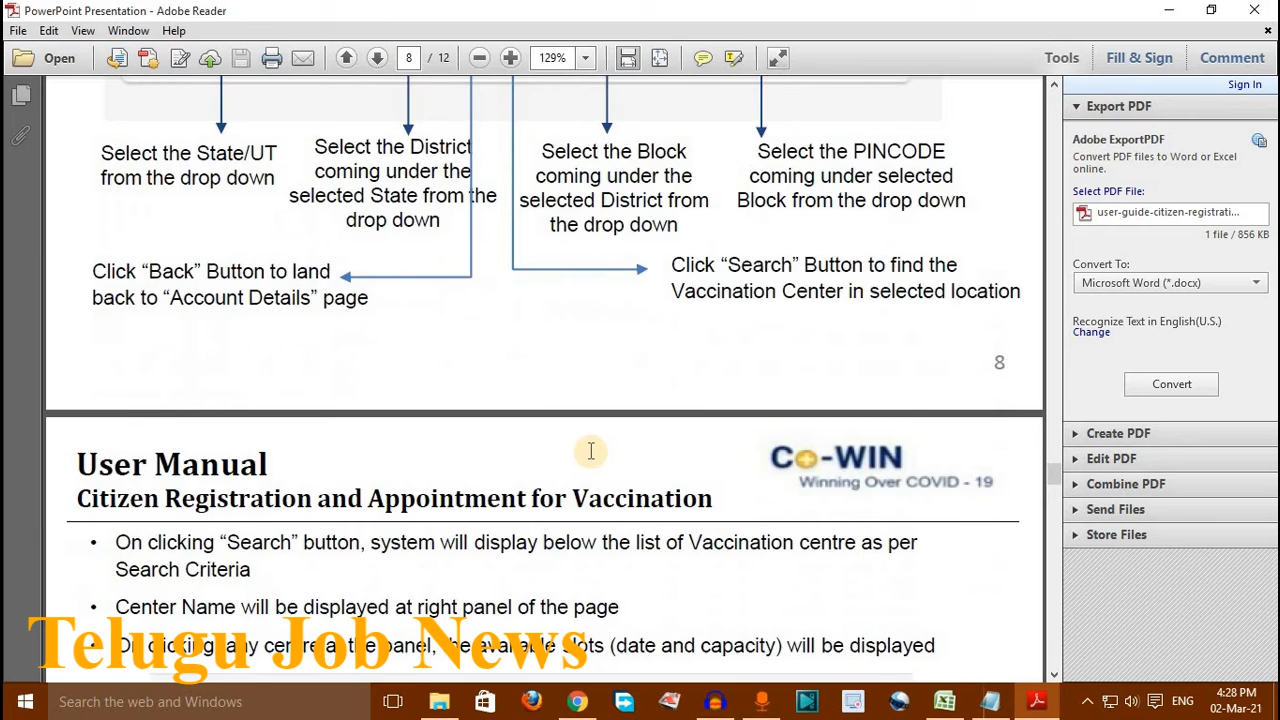 PowerPoint Presentation - Adobe Reader
File Edit View Window Help
Open 8 / 12 129% Tools Fill & Sign Comment
Sign In
Export PDF
Adobe ExportPDF
Convert PDF files to Word or Excel
online.
Select PDF File:
user-guide-citizen-registrati...
1 file / 856 KB
Convert To:
Microsoft Word (*.docx)
Recognize Text in English(U.S.)
Change
Convert
Create PDF
Edit PDF
Combine PDF
Send Files
Store Files
Select the State/UT
from the drop down
Select the District
coming under the
selected State from the
drop down
Select the Block
coming under the
selected District from
the drop down
Select the PINCODE
coming under selected
Block from the drop down
Click “Back” Button to land
back to “Account Details” page
Click “Search” Button to find the
Vaccination Center in selected location
8
User Manual
Citizen Registration and Appointment for Vaccination
Co-WIN
Winning Over COVID - 19
• On clicking “Search” button, system will display below the list of Vaccination centre as per
Search Criteria
• Center Name will be displayed at right panel of the page
On clicking any centre at the panel, the available slots (date and capacity) will be displayed
Telugu Job News
Search the web and Windows
ENG
4:28 PM
02-Mar-21